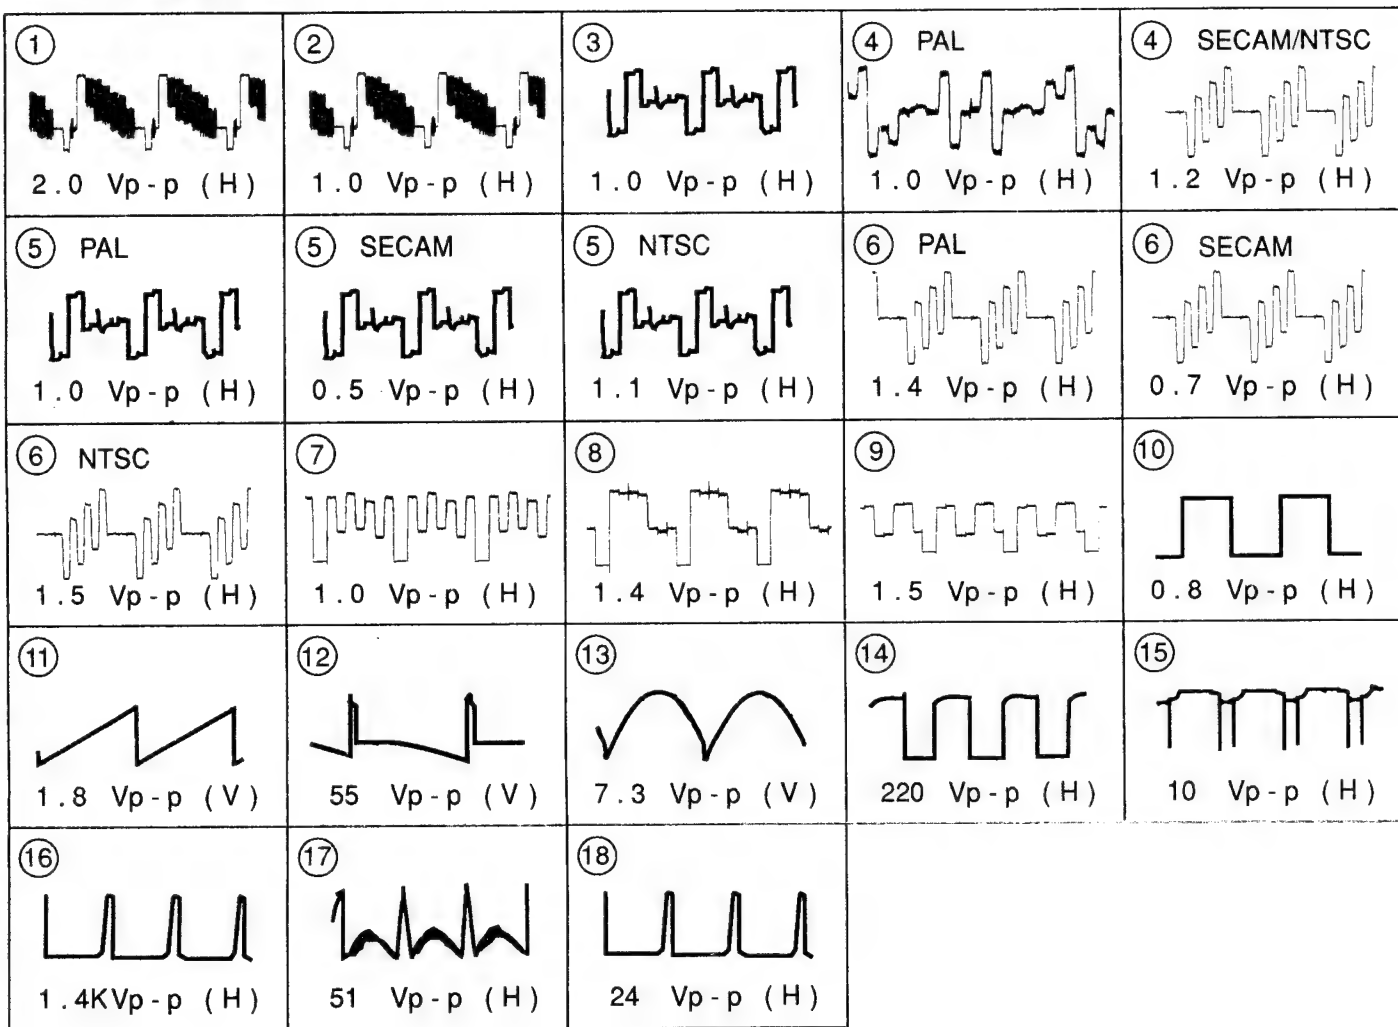 ① ② ③ ④ PAL ④ SECAM/NTSC
2.0 Vp-p (H) 1.0 Vp-p (H) 1.0 Vp-p (H) 1.0 Vp-p (H) 1.2 Vp-p (H)
⑤ PAL ⑤ SECAM ⑤ NTSC ⑥ PAL ⑥ SECAM
1.0 Vp-p (H) 0.5 Vp-p (H) 1.1 Vp-p (H) 1.4 Vp-p (H) 0.7 Vp-p (H)
⑥ NTSC ⑦ ⑧ ⑨ ⑩
1.5 Vp-p (H) 1.0 Vp-p (H) 1.4 Vp-p (H) 1.5 Vp-p (H) 0.8 Vp-p (H)
⑪ ⑫ ⑬ ⑭ ⑮
1.8 Vp-p (V) 55 Vp-p (V) 7.3 Vp-p (V) 220 Vp-p (H) 10 Vp-p (H)
⑯ ⑰ ⑱
1.4KVp-p (H) 51 Vp-p (H) 24 Vp-p (H)